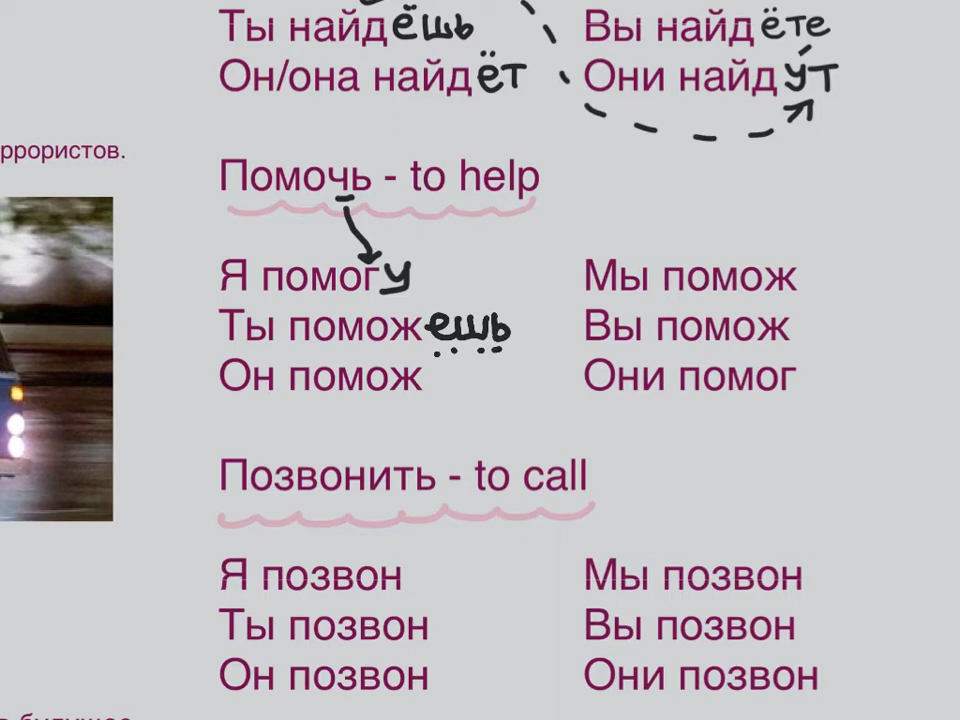 Ты найдёшь
Вы найдёте
Он/она найдёт
Они найдут
ррористов.
Помочь - to help
Я помогу
Мы помож
Ты поможешь
Вы помож
Он помож
Они помог
Позвонить - to call
Я позвон
Мы позвон
Ты позвон
Вы позвон
Он позвон
Они позвон